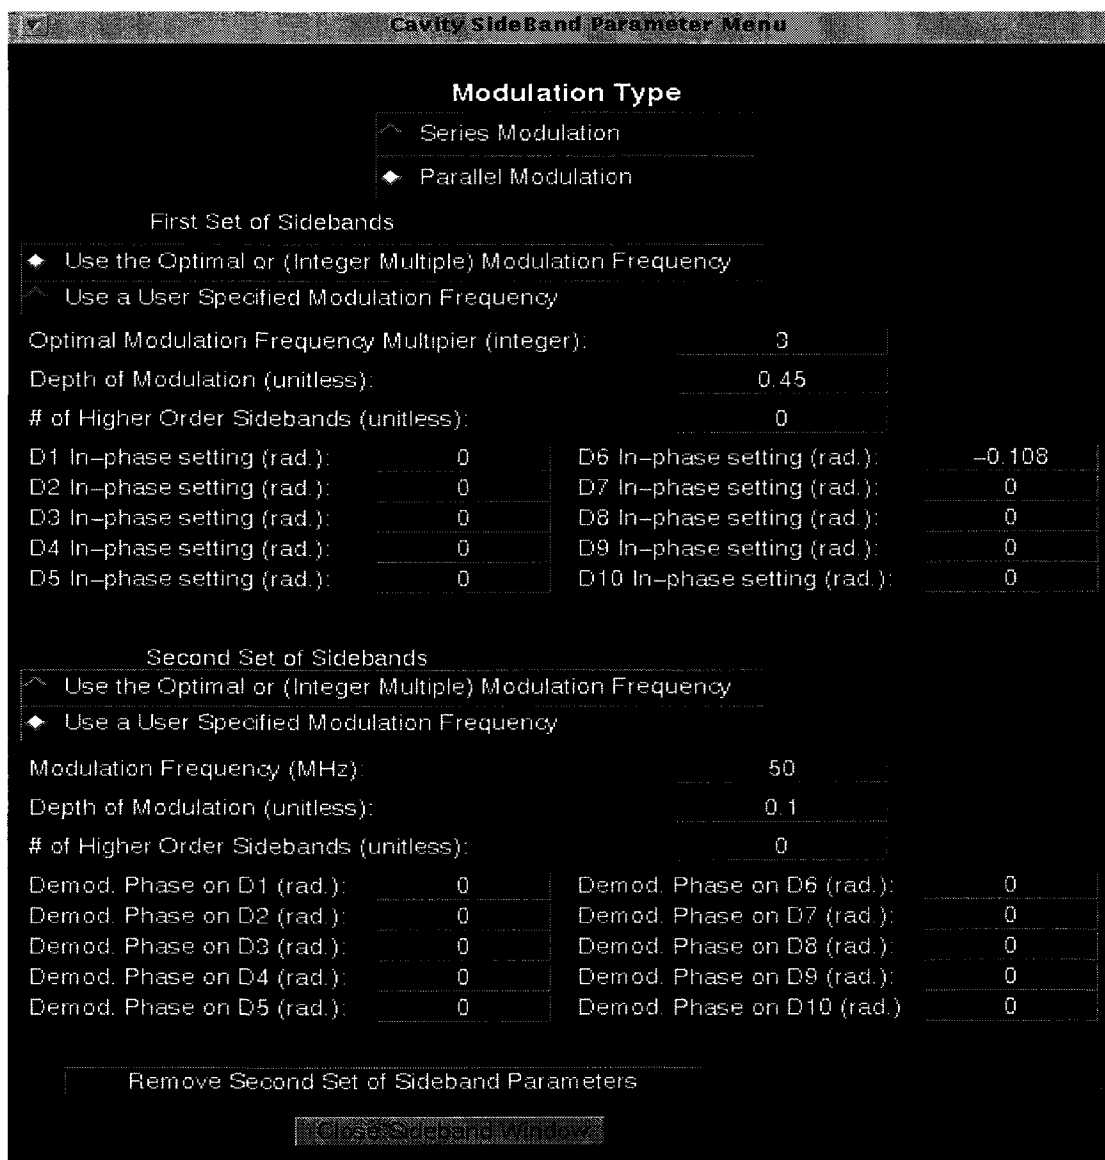 Cavity SideBand Parameter Menu
Modulation Type
Series Modulation
Parallel Modulation
First Set of Sidebands
Use the Optimal or (Integer Multiple) Modulation Frequency
Use a User Specified Modulation Frequency
Optimal Modulation Frequency Multipier (integer): 3
Depth of Modulation (unitless): 0.45
# of Higher Order Sidebands (unitless): 0
D1 In-phase setting (rad.): 0 D6 In-phase setting (rad.): -0.108
D2 In-phase setting (rad.): 0 D7 In-phase setting (rad.): 0
D3 In-phase setting (rad.): 0 D8 In-phase setting (rad.): 0
D4 In-phase setting (rad.): 0 D9 In-phase setting (rad.): 0
D5 In-phase setting (rad.): 0 D10 In-phase setting (rad.): 0
Second Set of Sidebands
Use the Optimal or (Integer Multiple) Modulation Frequency
Use a User Specified Modulation Frequency
Modulation Frequency (MHz): 50
Depth of Modulation (unitless): 0.1
# of Higher Order Sidebands (unitless): 0
Demod. Phase on D1 (rad.): 0 Demod. Phase on D6 (rad.): 0
Demod. Phase on D2 (rad.): 0 Demod. Phase on D7 (rad.): 0
Demod. Phase on D3 (rad.): 0 Demod. Phase on D8 (rad.): 0
Demod. Phase on D4 (rad.): 0 Demod. Phase on D9 (rad.): 0
Demod. Phase on D5 (rad.): 0 Demod. Phase on D10 (rad.) 0
Remove Second Set of Sideband Parameters
Close Sideband Window